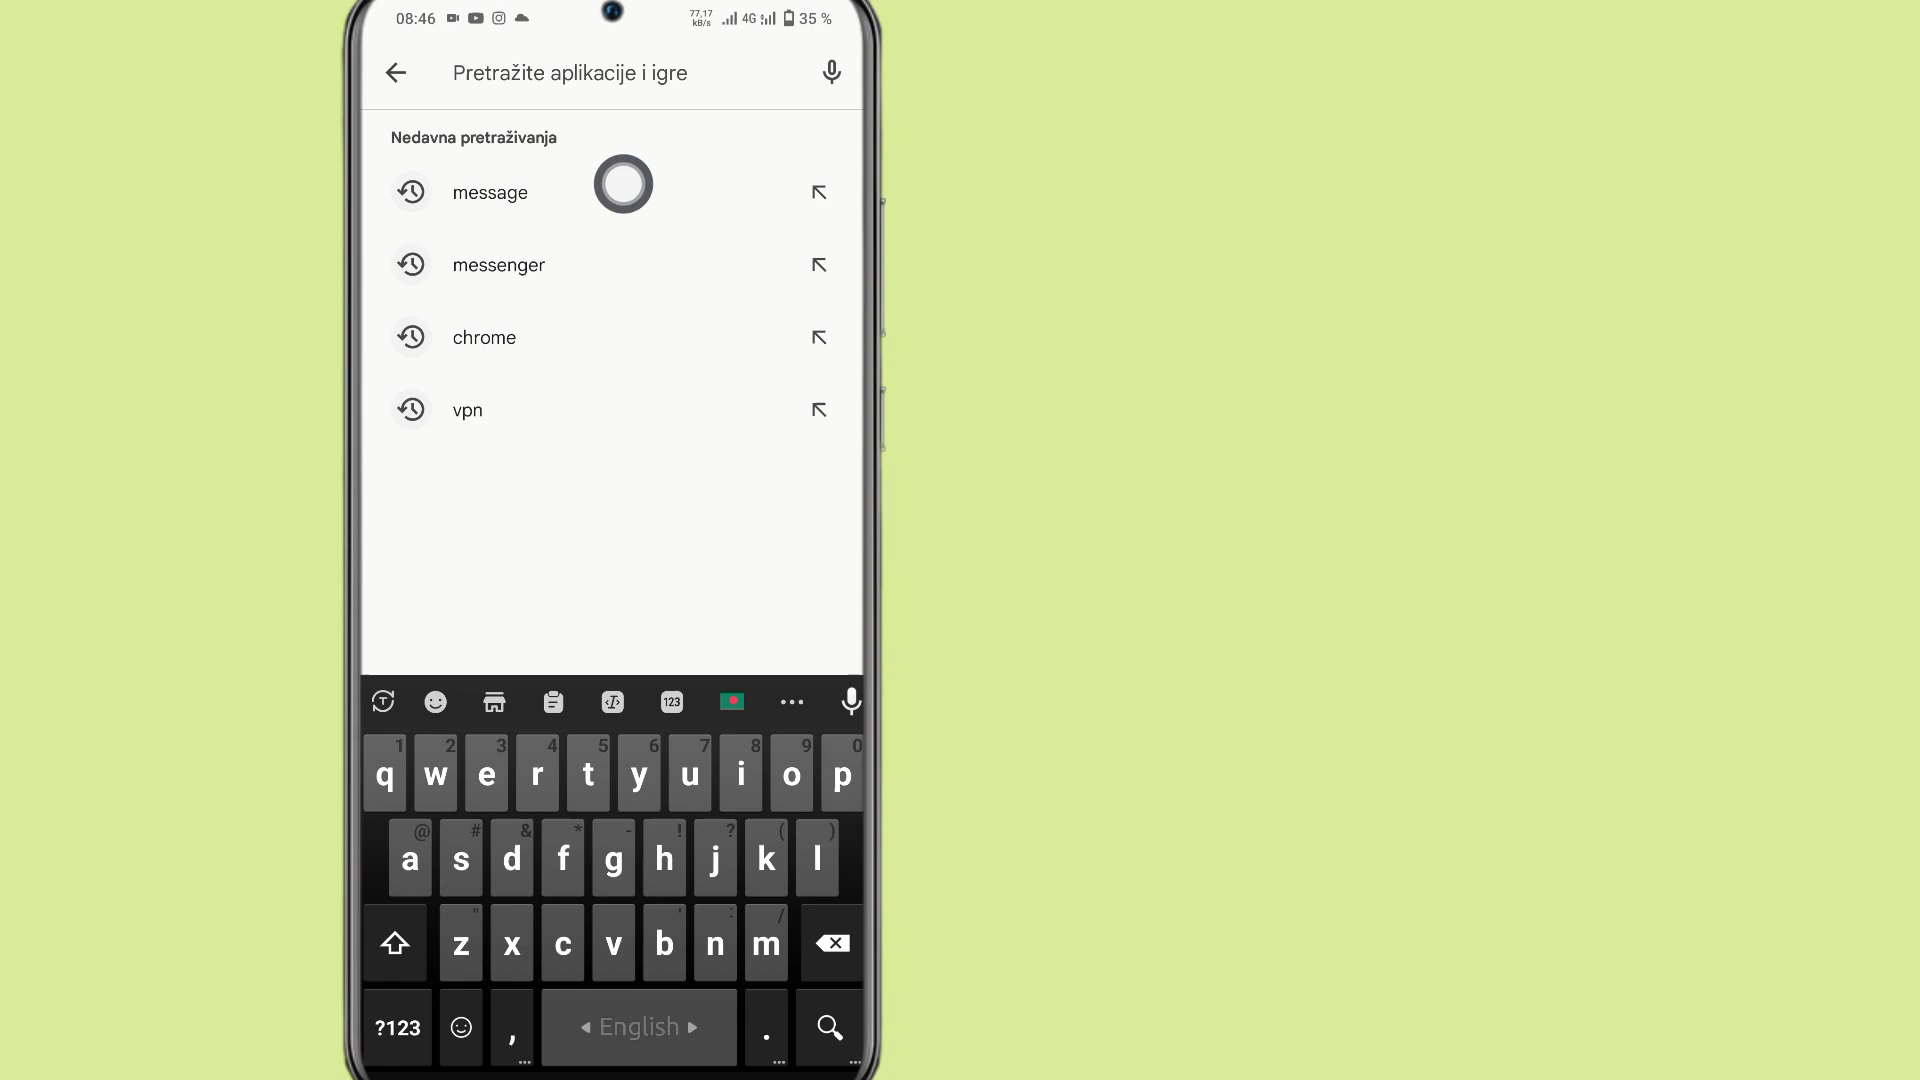 08:46 77,17 kB/s 4G 35 %
Pretražite aplikacije i igre
Nedavna pretraživanja
message
messenger
chrome
vpn
123
1 2 3 4 5 6 7 8 9 0
q w e r t y u i o p
@ # & * - ! ? ( )
a s d f g h j k l
" ' : /
z x c v b n m
?123 , English .